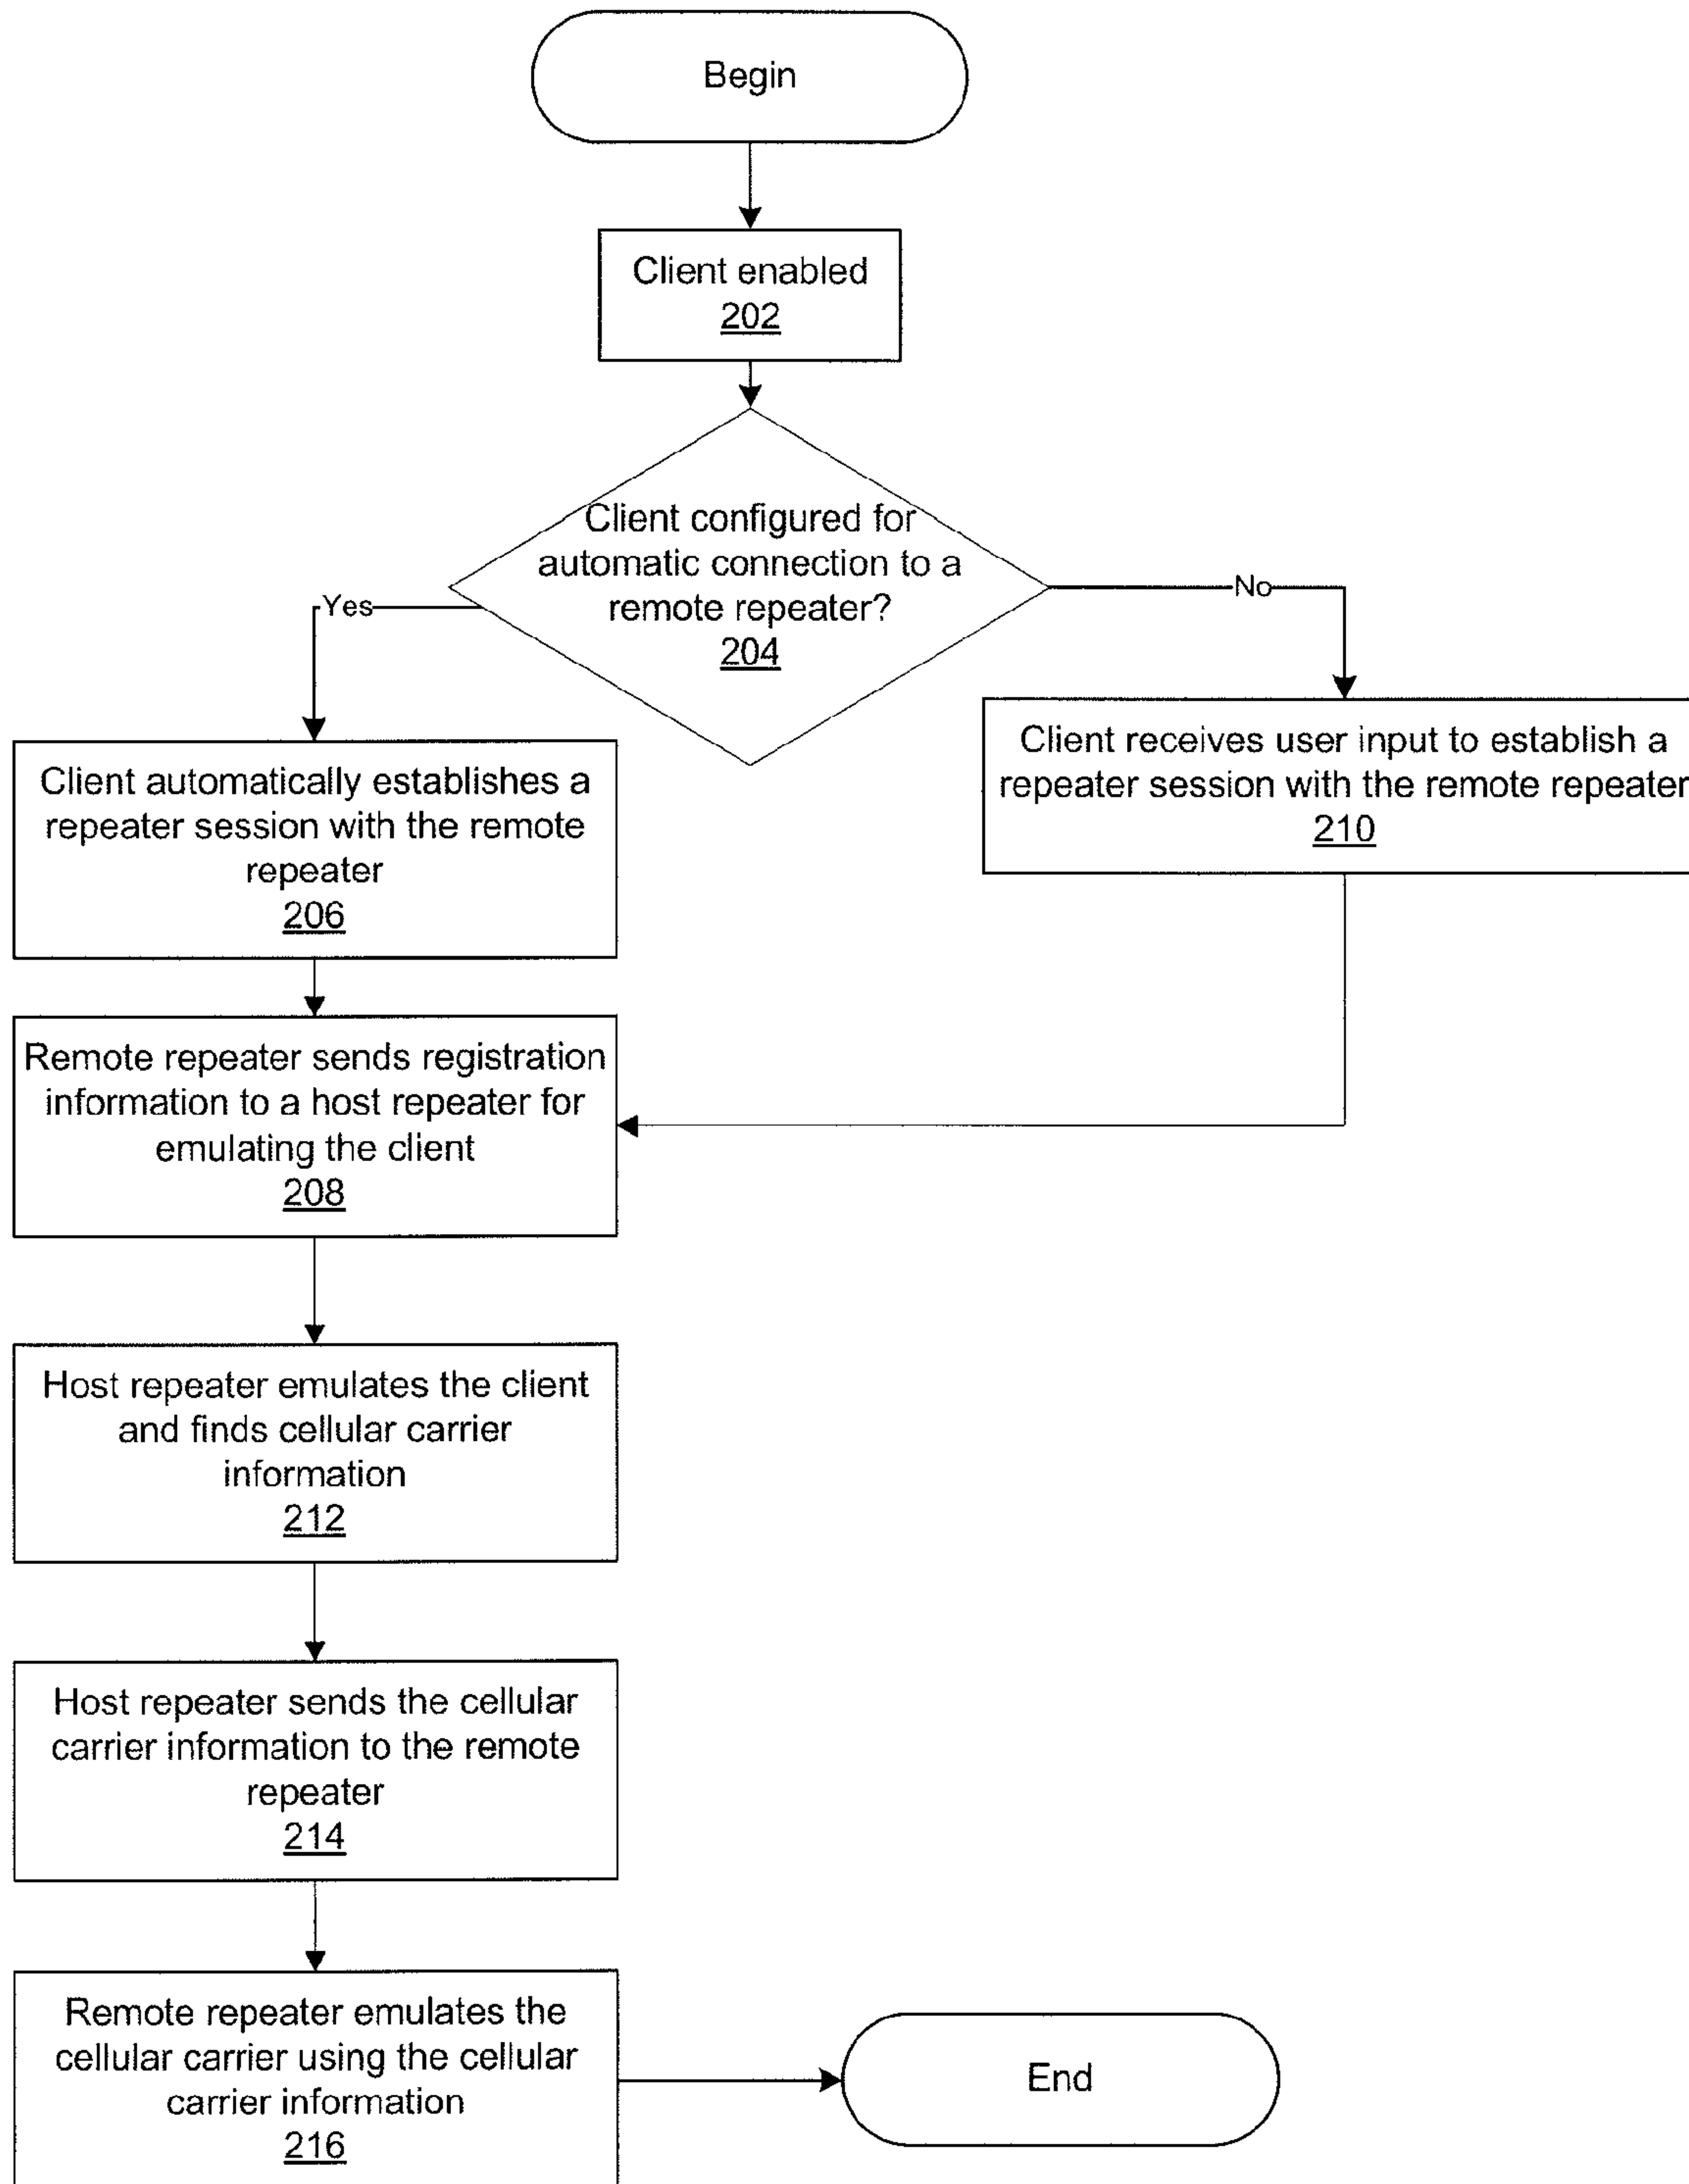 Begin
Client enabled
202
Client configured for
automatic connection to a
remote repeater?
204
Yes
No
Client automatically establishes a
repeater session with the remote
repeater
206
Client receives user input to establish a
repeater session with the remote repeater
210
Remote repeater sends registration
information to a host repeater for
emulating the client
208
Host repeater emulates the client
and finds cellular carrier
information
212
Host repeater sends the cellular
carrier information to the remote
repeater
214
Remote repeater emulates the
cellular carrier using the cellular
carrier information
216
End